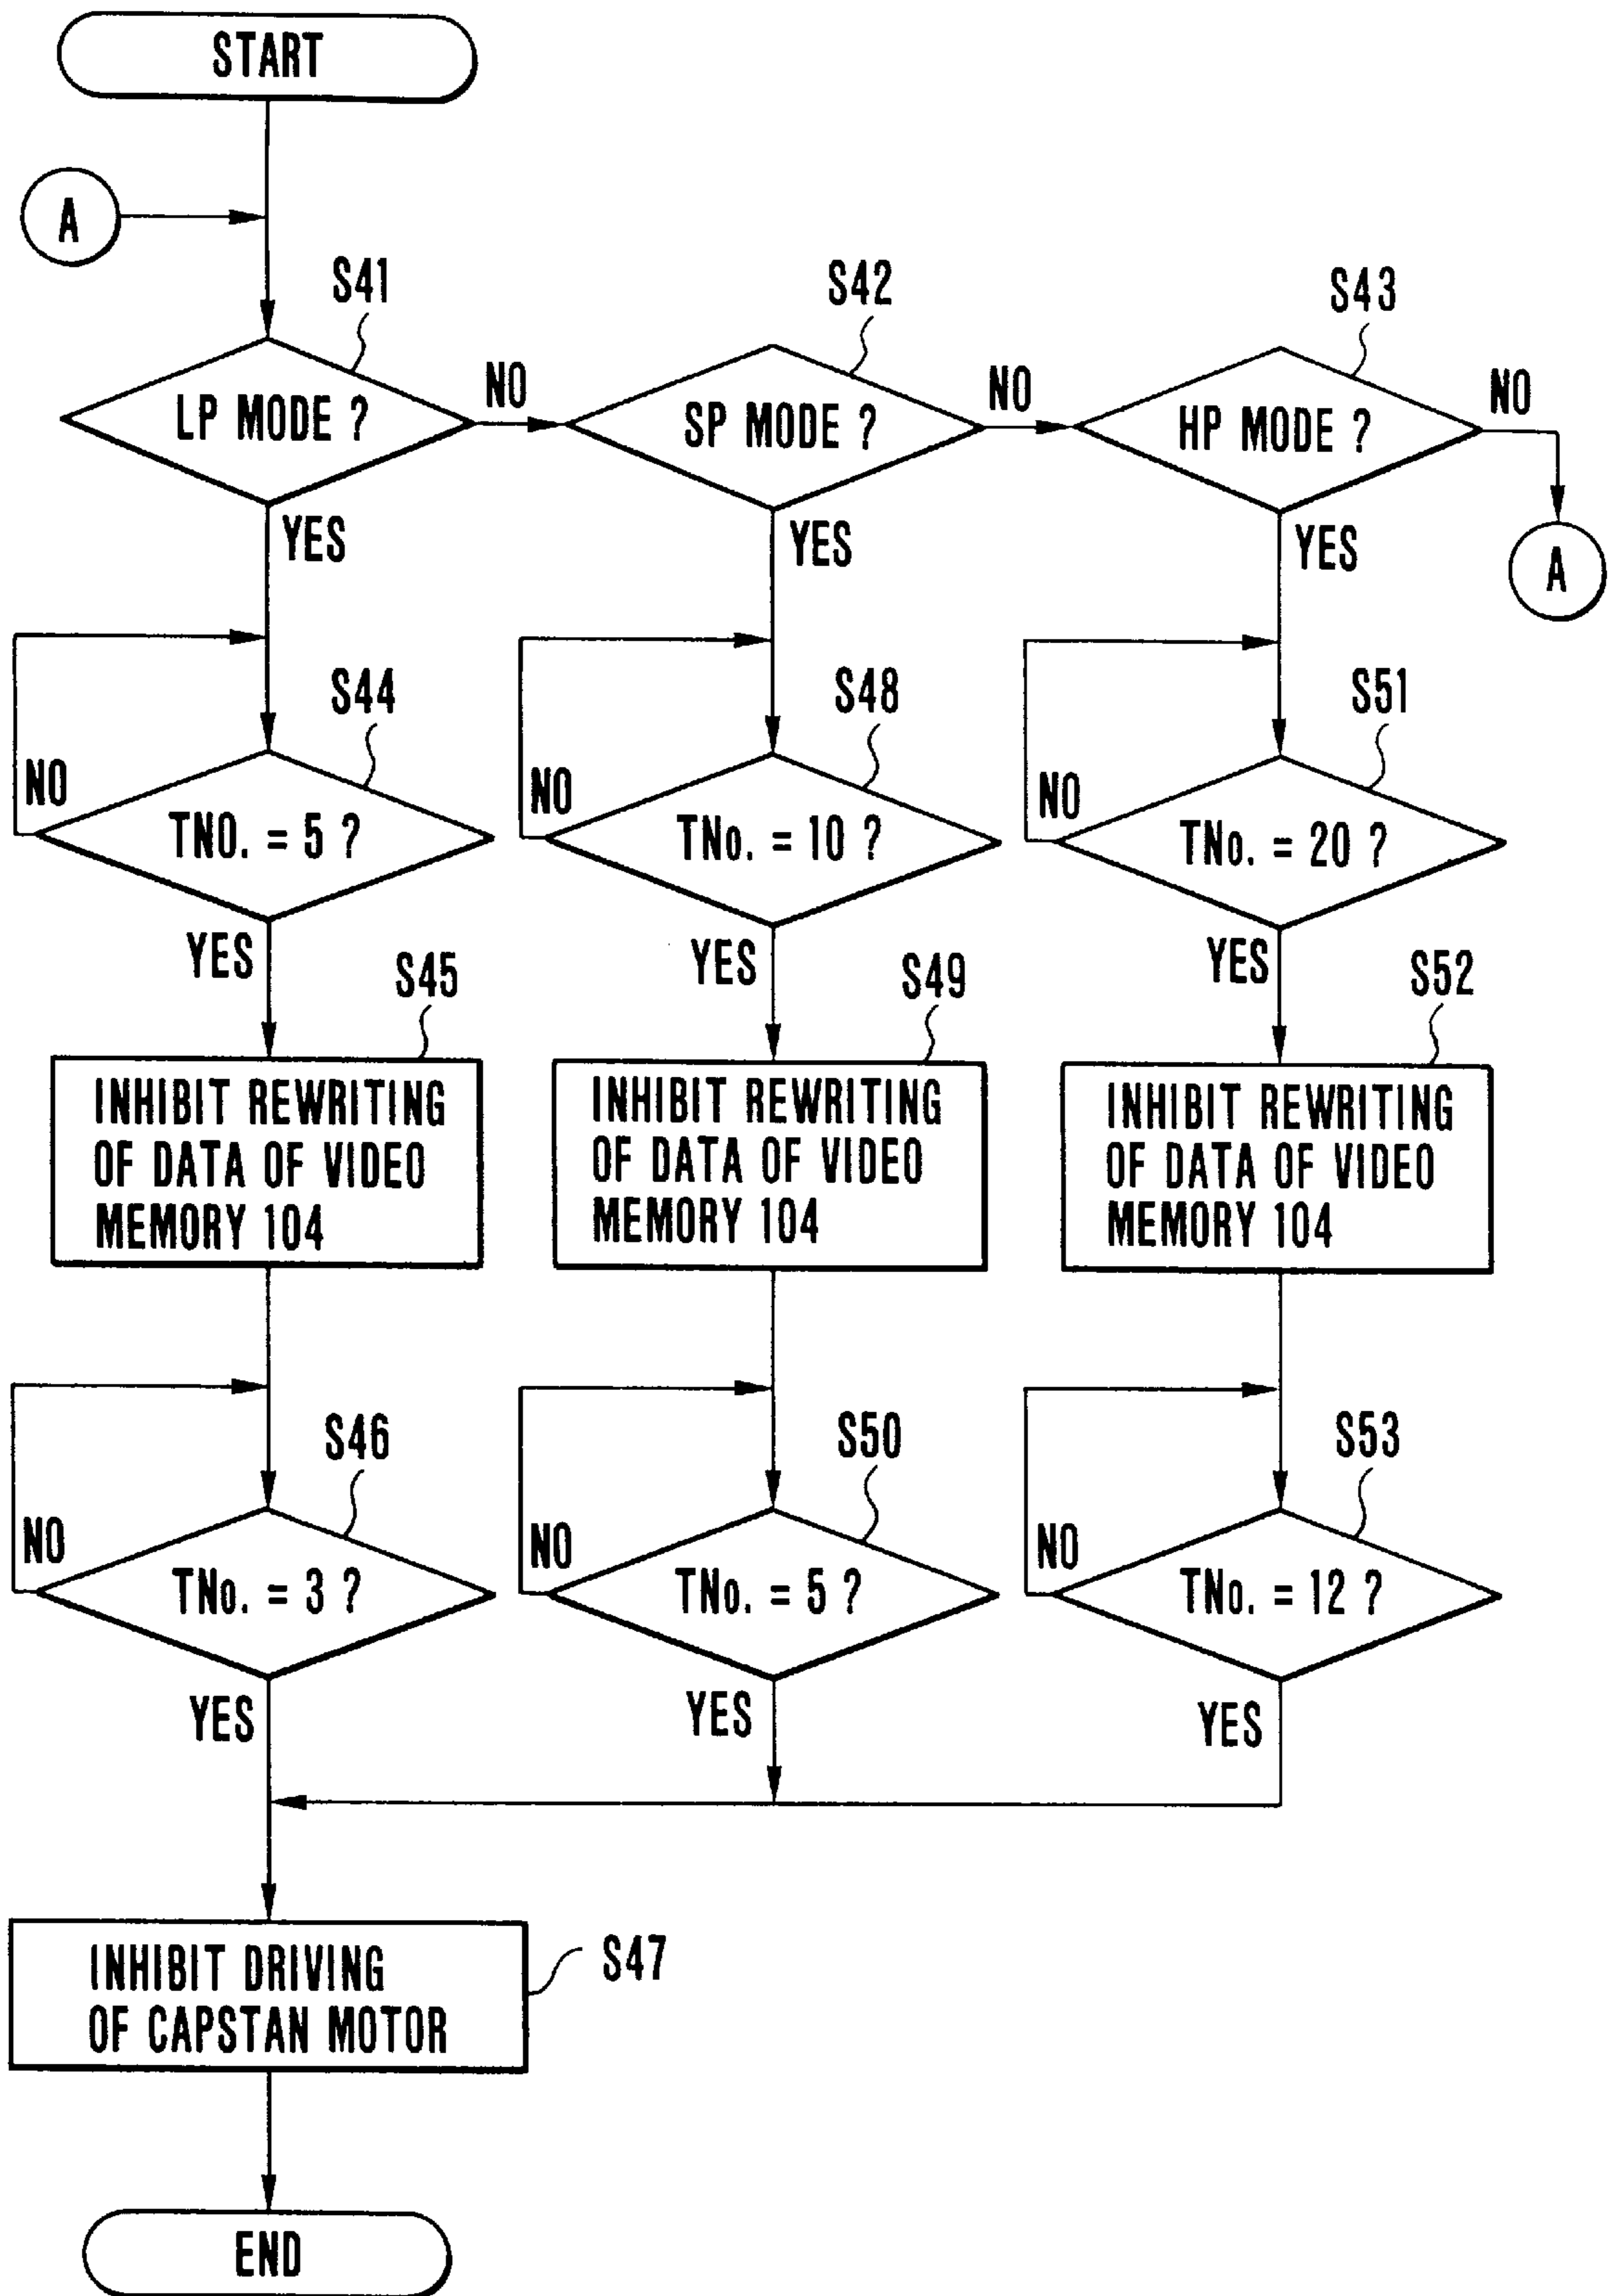 START
A
S41
S42
S43
LP MODE ?
NO
SP MODE ?
NO
HP MODE ?
NO
YES
YES
YES
A
S44
S48
S51
NO
TNO. = 5 ?
NO
TNo. = 10 ?
NO
TNo. = 20 ?
YES
YES
YES
S45
S49
S52
INHIBIT REWRITING
OF DATA OF VIDEO
MEMORY 104
INHIBIT REWRITING
OF DATA OF VIDEO
MEMORY 104
INHIBIT REWRITING
OF DATA OF VIDEO
MEMORY 104
S46
S50
S53
NO
TNo. = 3 ?
NO
TNo. = 5 ?
NO
TNo. = 12 ?
YES
YES
YES
INHIBIT DRIVING
OF CAPSTAN MOTOR
S47
END